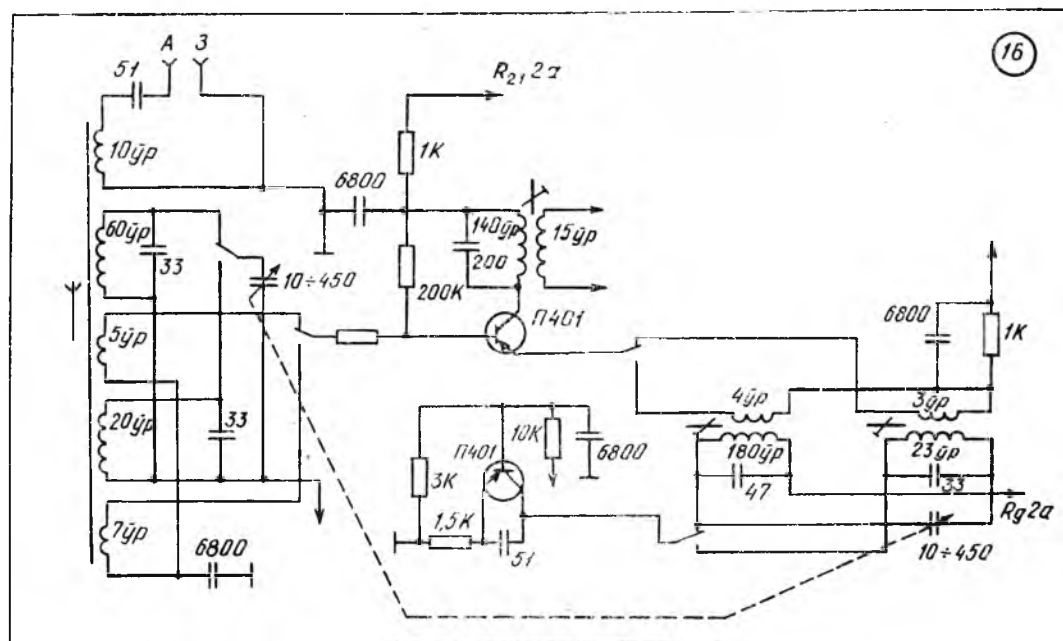 А З
16
51
R₂₁ 2а
10ўр
1К
6800
60ўр
33
140ўр
200
15ўр
10÷450
200К
П401
6800
1К
5ўр
20ўр
33
4ўр
3ўр
П401
10К
6800
180ўр
23ўр
3К
47
33
1,5К
51
R9 2а
7ўр
6800
10÷450